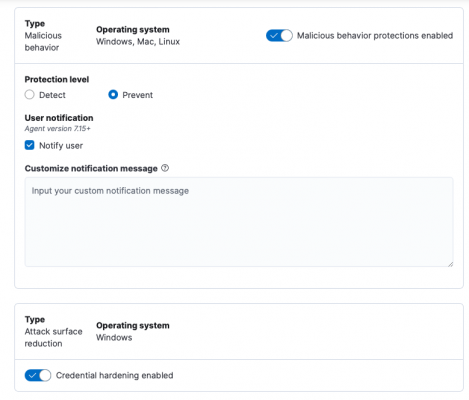 Type
Malicious
behavior
Operating system
Windows, Mac, Linux
Malicious behavior protections enabled
Protection level
Detect
Prevent
User notification
Agent version 7.15+
Notify user
Customize notification message
Input your custom notification message
Type
Attack surface
reduction
Operating system
Windows
Credential hardening enabled